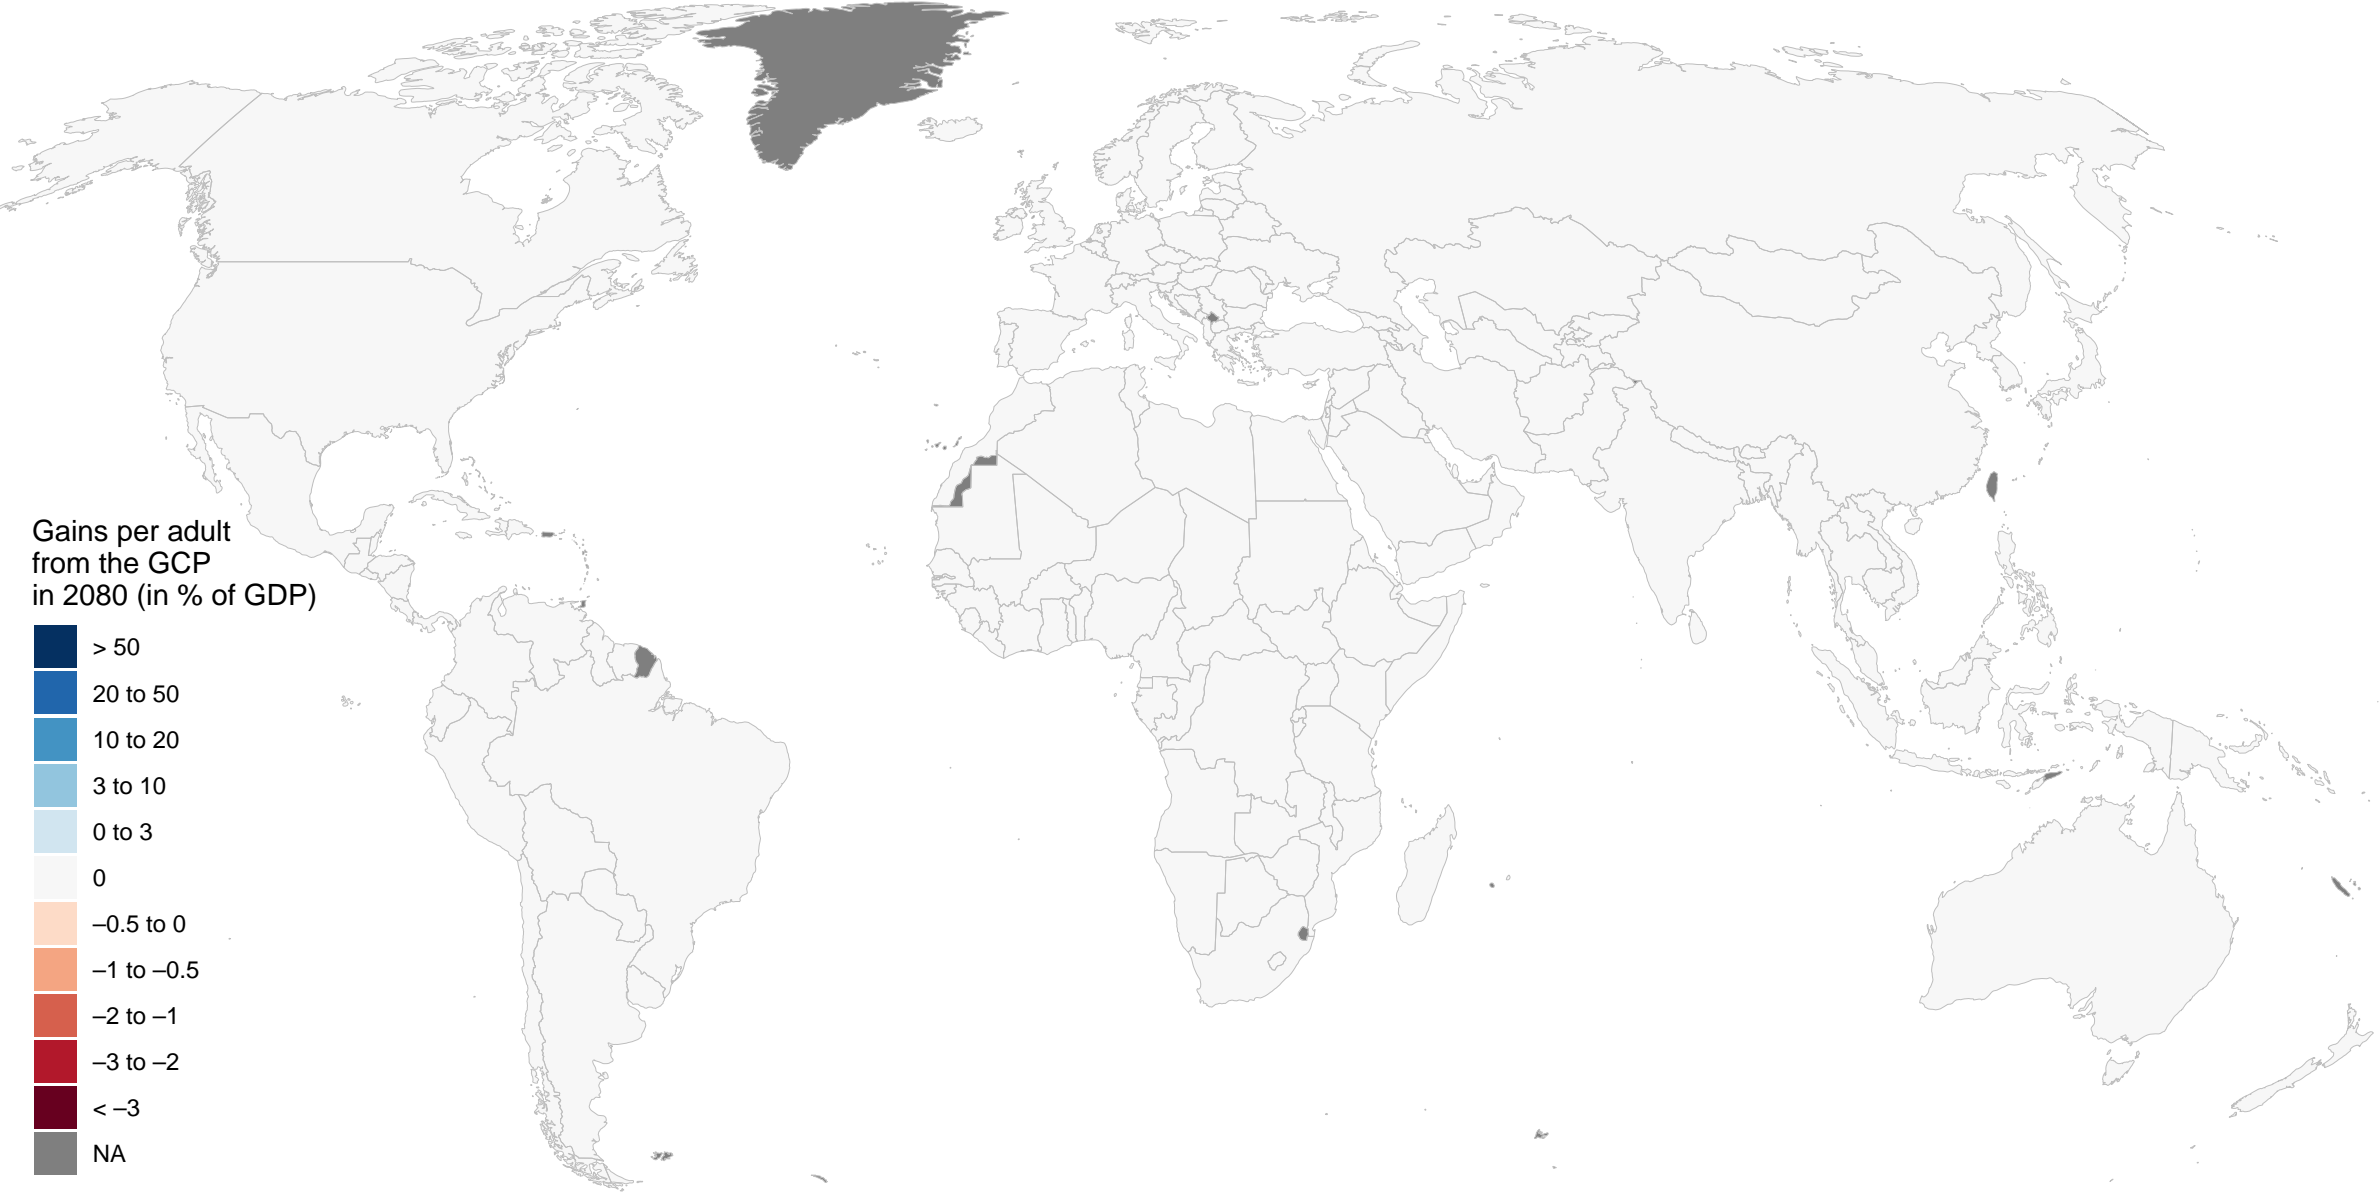 Gains per adult
from the GCP
in 2080 (in % of GDP)
> 50
20 to 50
10 to 20
3 to 10
0 to 3
0
–0.5 to 0
–1 to –0.5
–2 to –1
–3 to –2
< –3
NA